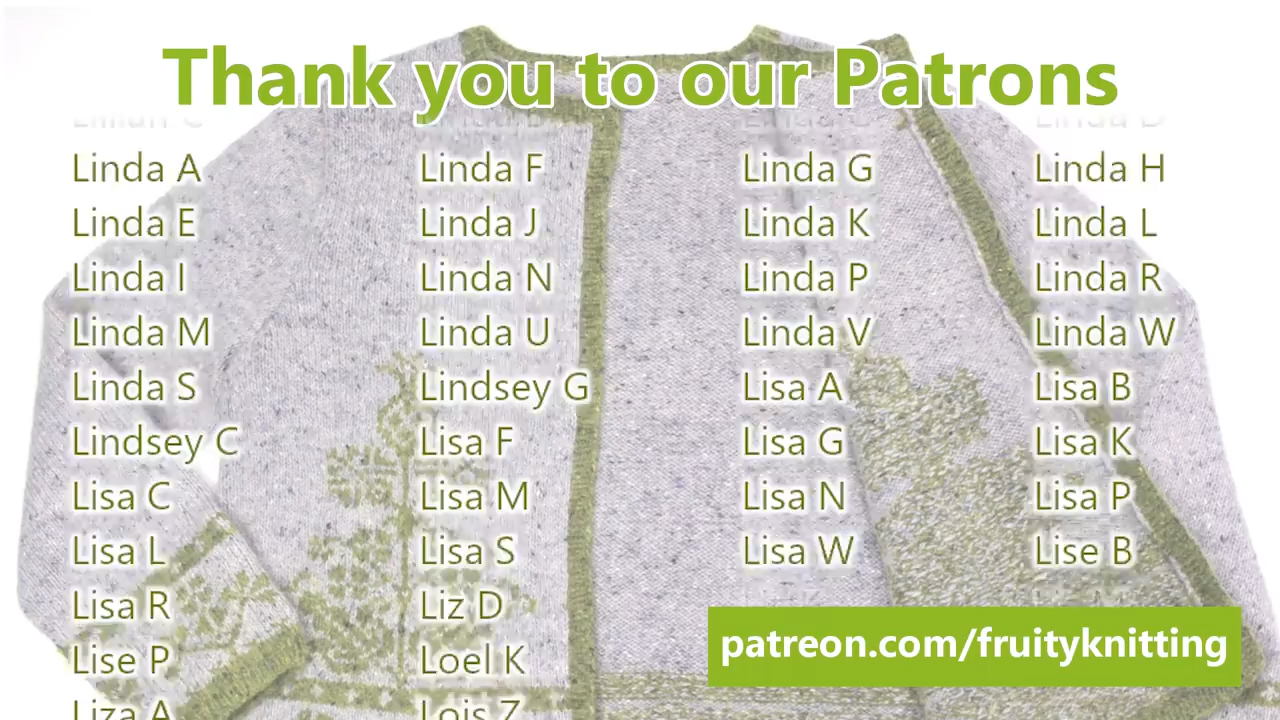 Thank you to our Patrons
Linda A Linda F Linda G Linda H
Linda E Linda J Linda K Linda L
Linda I Linda N Linda P Linda R
Linda M Linda U Linda V Linda W
Linda S Lindsey G Lisa A Lisa B
Lindsey C Lisa F Lisa G Lisa K
Lisa C Lisa M Lisa N Lisa P
Lisa L Lisa S Lisa W Lise B
Lisa R Liz D
patreon.com/fruityknitting
Lise P Loel K
Liza A Lois Z